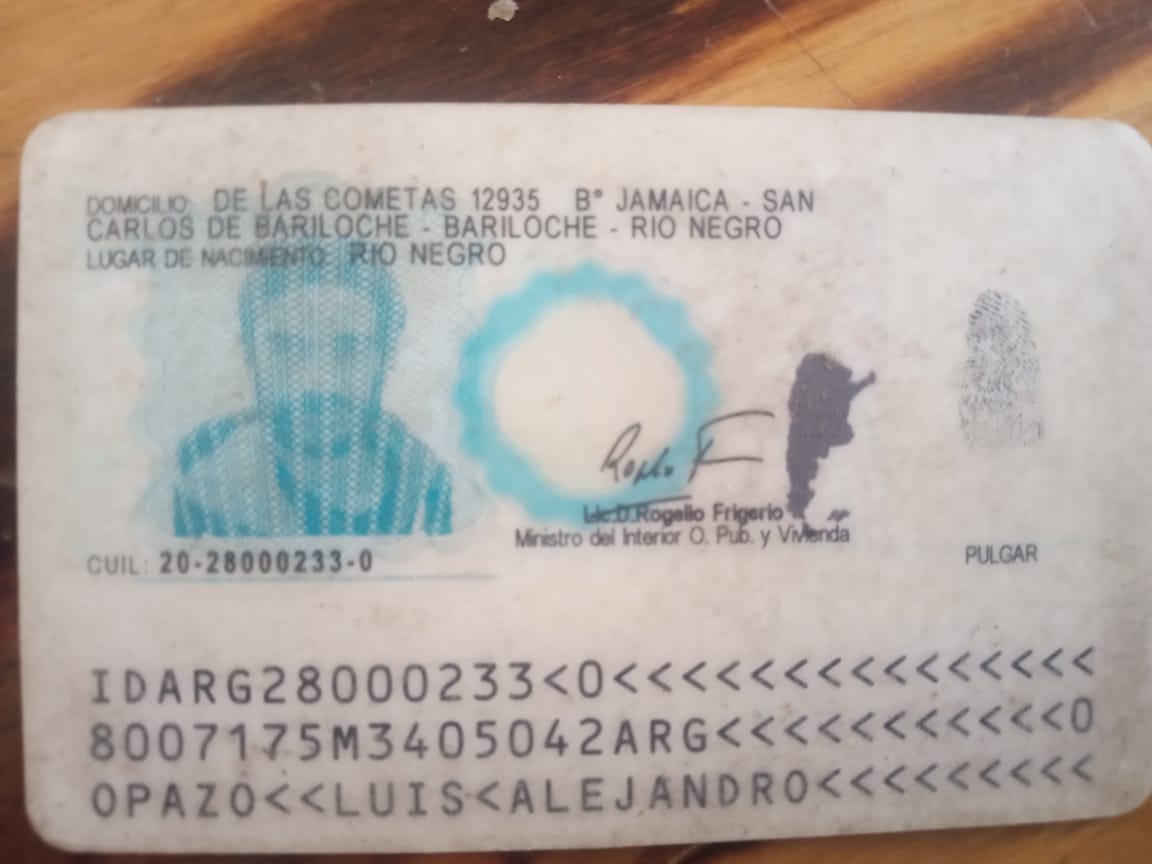 DOMICILIO: DE LAS COMETAS 12935 B° JAMAICA - SAN
CARLOS DE BARILOCHE - BARILOCHE - RIO NEGRO
LUGAR DE NACIMIENTO: RIO NEGRO
Lic.D.Rogelio Frigerio
Ministro del Interior O. Pub. y Vivienda
CUIL: 20-28000233-0
PULGAR
IDARG28000233<0<<<<<<<<<<<<<<<
8007175M3405042ARG<<<<<<<<<<<0
OPAZO<<LUIS<ALEJANDRO<<<<<<<<<